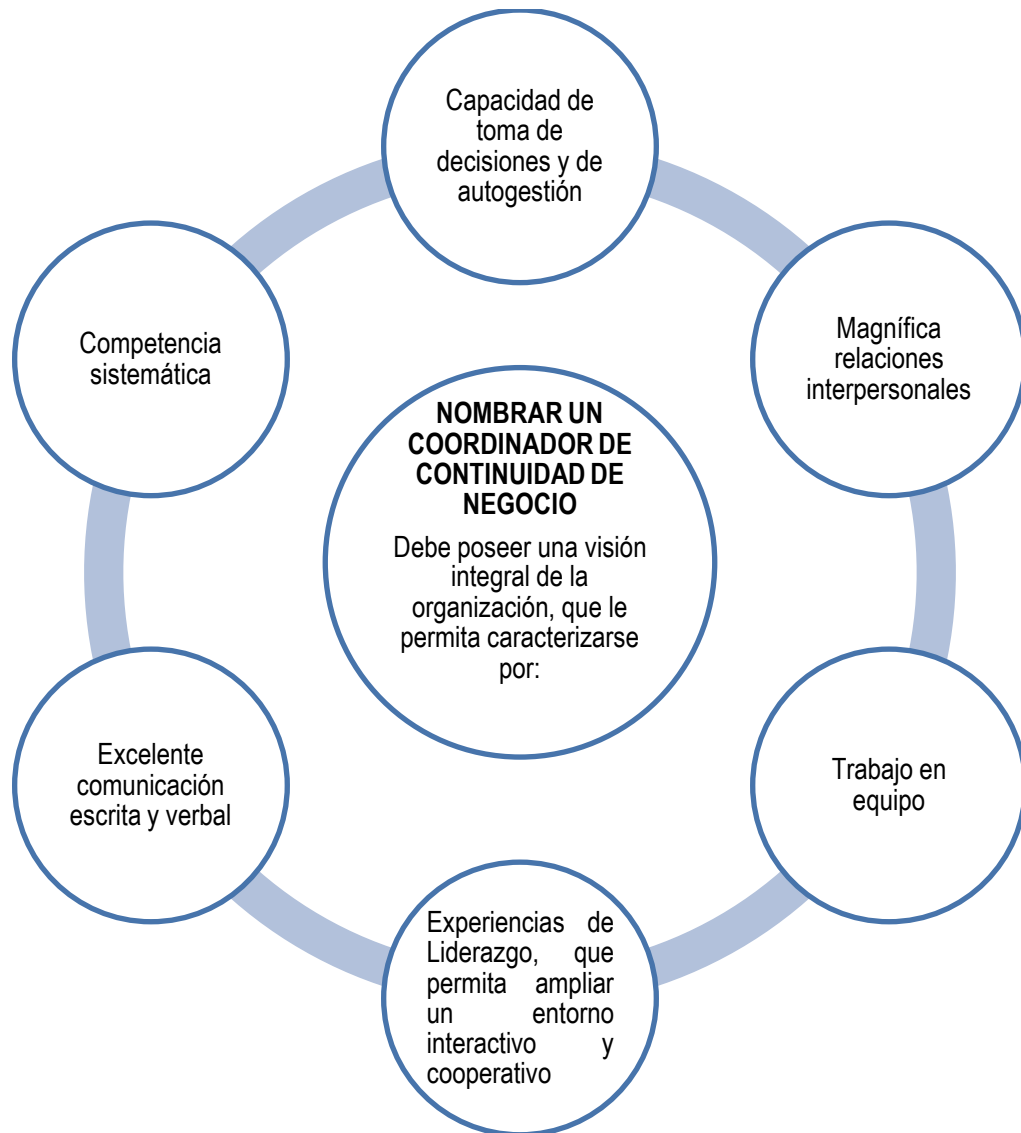 Capacidad de
toma de
decisiones y de
autogestión
Magnífica
relaciones
interpersonales
Trabajo en
equipo
Experiencias de
Liderazgo, que
permita ampliar
un entorno
interactivo y
cooperativo
Excelente
comunicación
escrita y verbal
Competencia
sistemática
NOMBRAR UN
COORDINADOR DE
CONTINUIDAD DE
NEGOCIO
Debe poseer una visión
integral de la
organización, que le
permita caracterizarse
por: